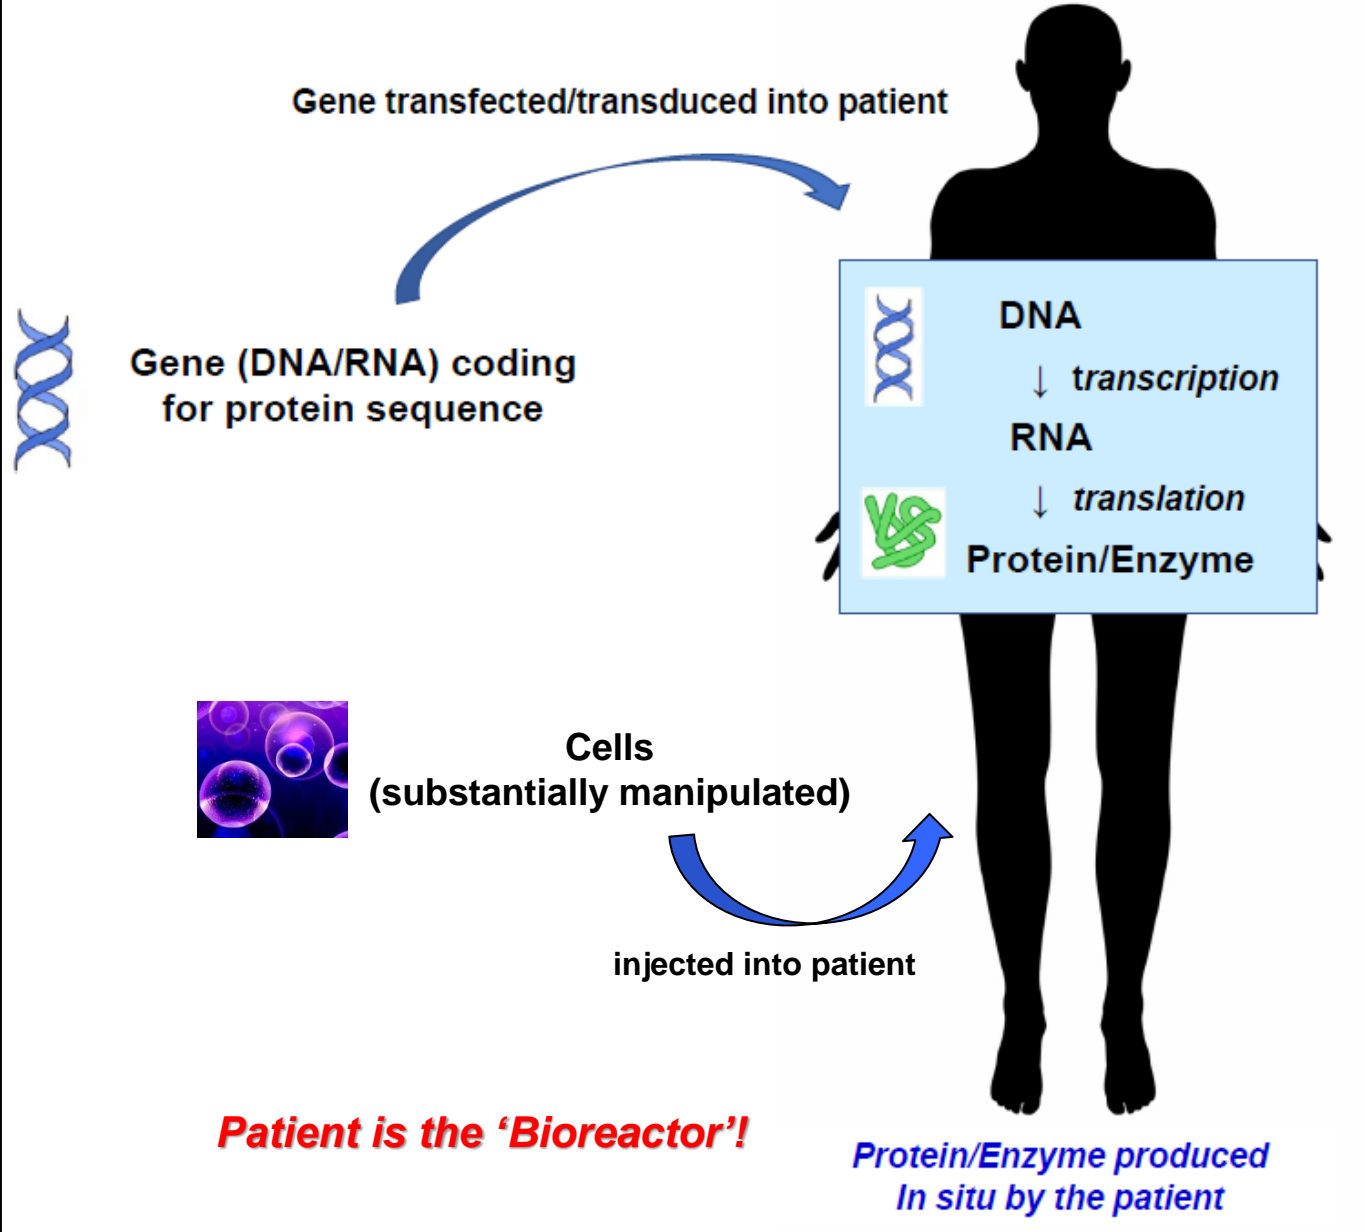 Gene transfected/transduced into patient
Gene (DNA/RNA) coding
for protein sequence
DNA
↓ transcription
RNA
↓ translation
Protein/Enzyme
Cells
(substantially manipulated)
injected into patient
Patient is the ‘Bioreactor’!
Protein/Enzyme produced
In situ by the patient